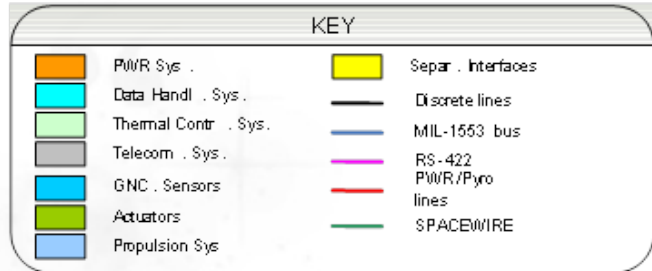 KEY
PWR Sys .
Data Handl . Sys.
Thermal Contr . Sys.
Telecom . Sys.
GNC . Sensors
Actuators
Propulsion Sys
Separ . Interfaces
Discrete lines
MIL-1553 bus
RS-422
PWR/Pyro
lines
SPACEWIRE